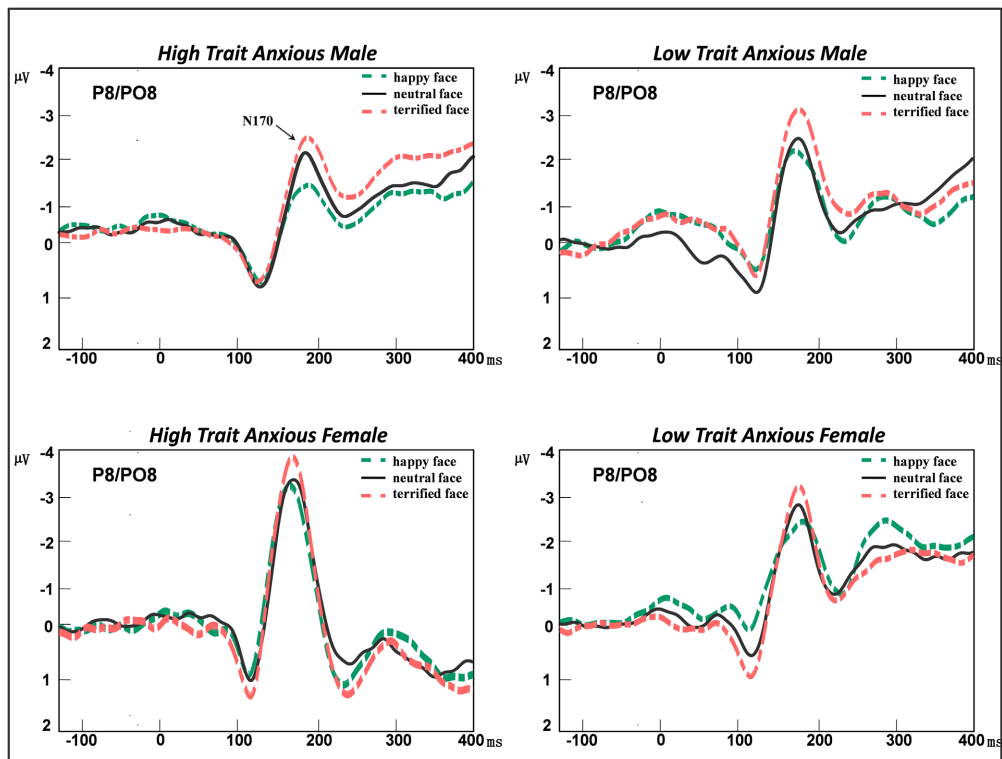 High Trait Anxious Male
μV
-4
-3
-2
-1
0
1
2
P8/PO8
happy face
neutral face
terrified face
N170
-100 0 100 200 300 400 ms
Low Trait Anxious Male
μV
-4
-3
-2
-1
0
1
2
P8/PO8
happy face
neutral face
terrified face
-100 0 100 200 300 400 ms
High Trait Anxious Female
μV
-4
-3
-2
-1
0
1
2
P8/PO8
happy face
neutral face
terrified face
-100 0 100 200 300 400 ms
Low Trait Anxious Female
μV
-4
-3
-2
-1
0
1
2
P8/PO8
happy face
neutral face
terrified face
-100 0 100 200 300 400 ms